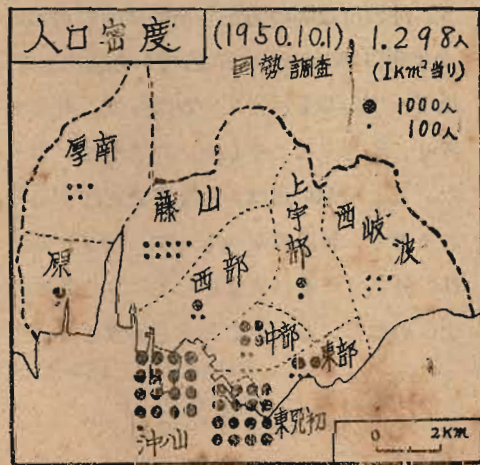 人口密度
(1950.10.1) 1.298人
国勢調査 (1km²当り)
1000人
100人
厚南
藤山
上宇部
西岐波
原
西部
中部
東部
沖ノ山
東見初
0 2KM